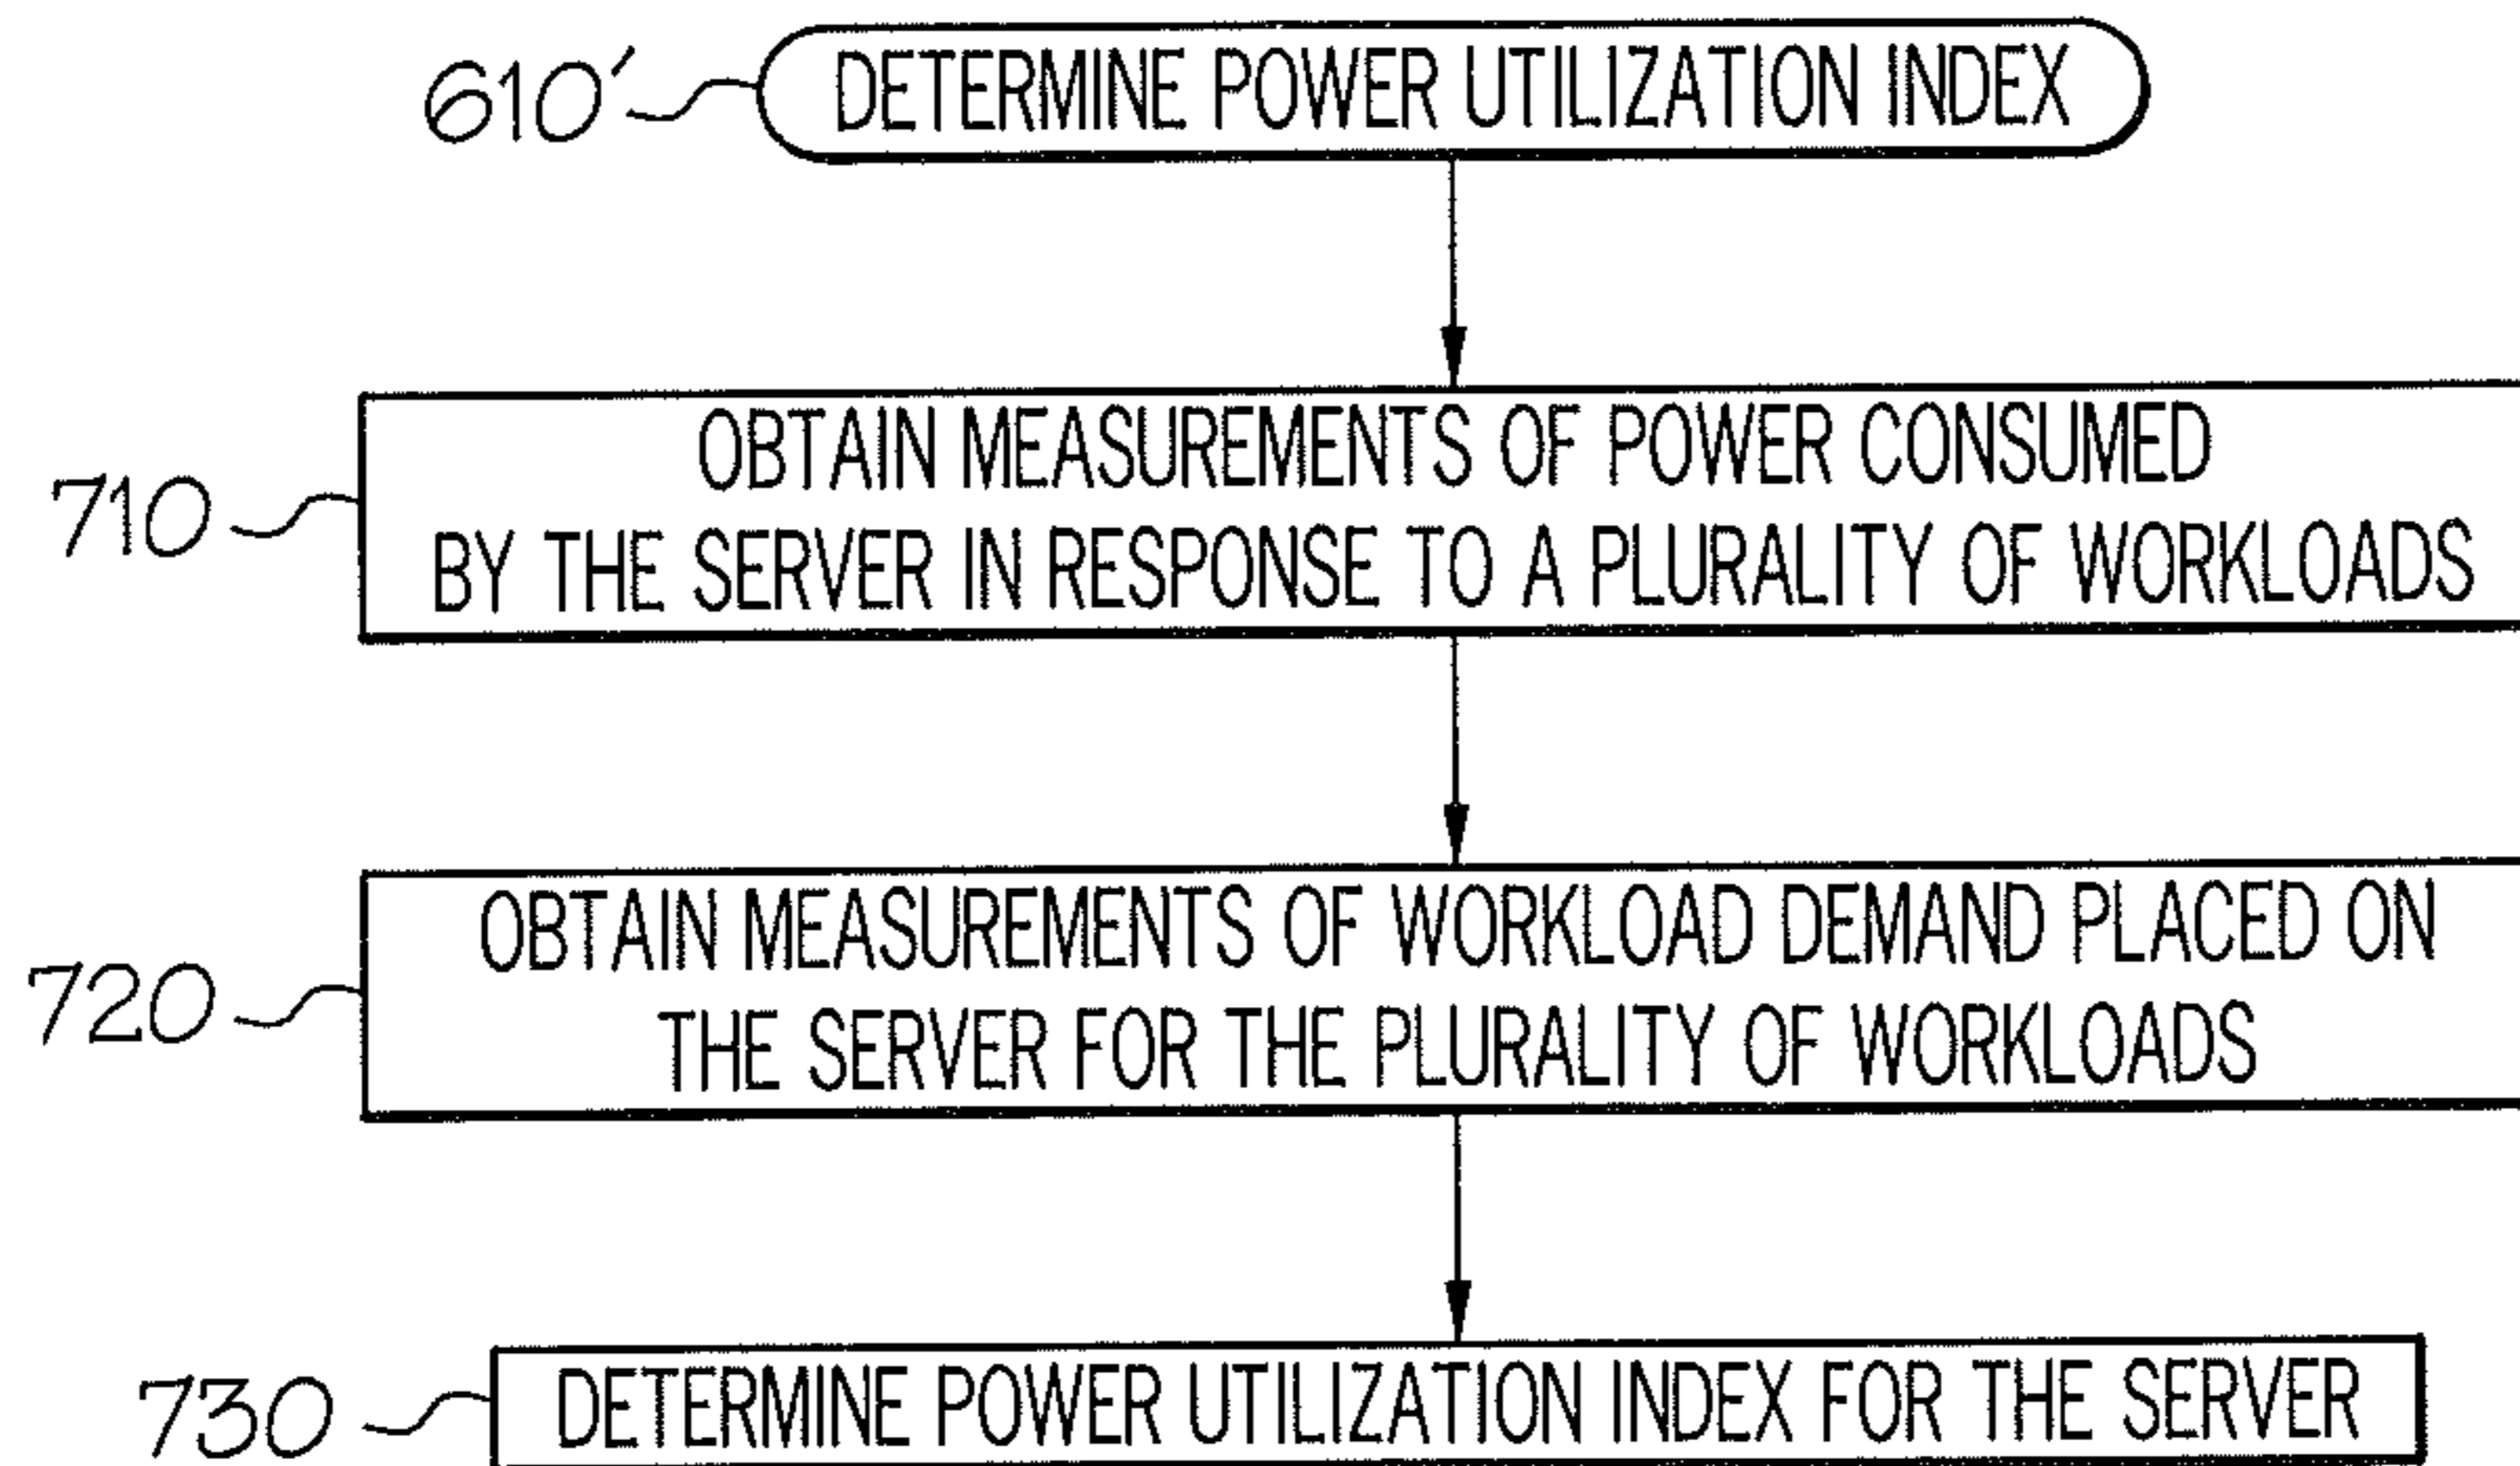 610' DETERMINE POWER UTILIZATION INDEX
OBTAIN MEASUREMENTS OF POWER CONSUMED
710
BY THE SERVER IN RESPONSE TO A PLURALITY OF WORKLOADS
OBTAIN MEASUREMENTS OF WORKLOAD DEMAND PLACED ON
720
THE SERVER FOR THE PLURALITY OF WORKLOADS
730 DETERMINE POWER UTILIZATION INDEX FOR THE SERVER